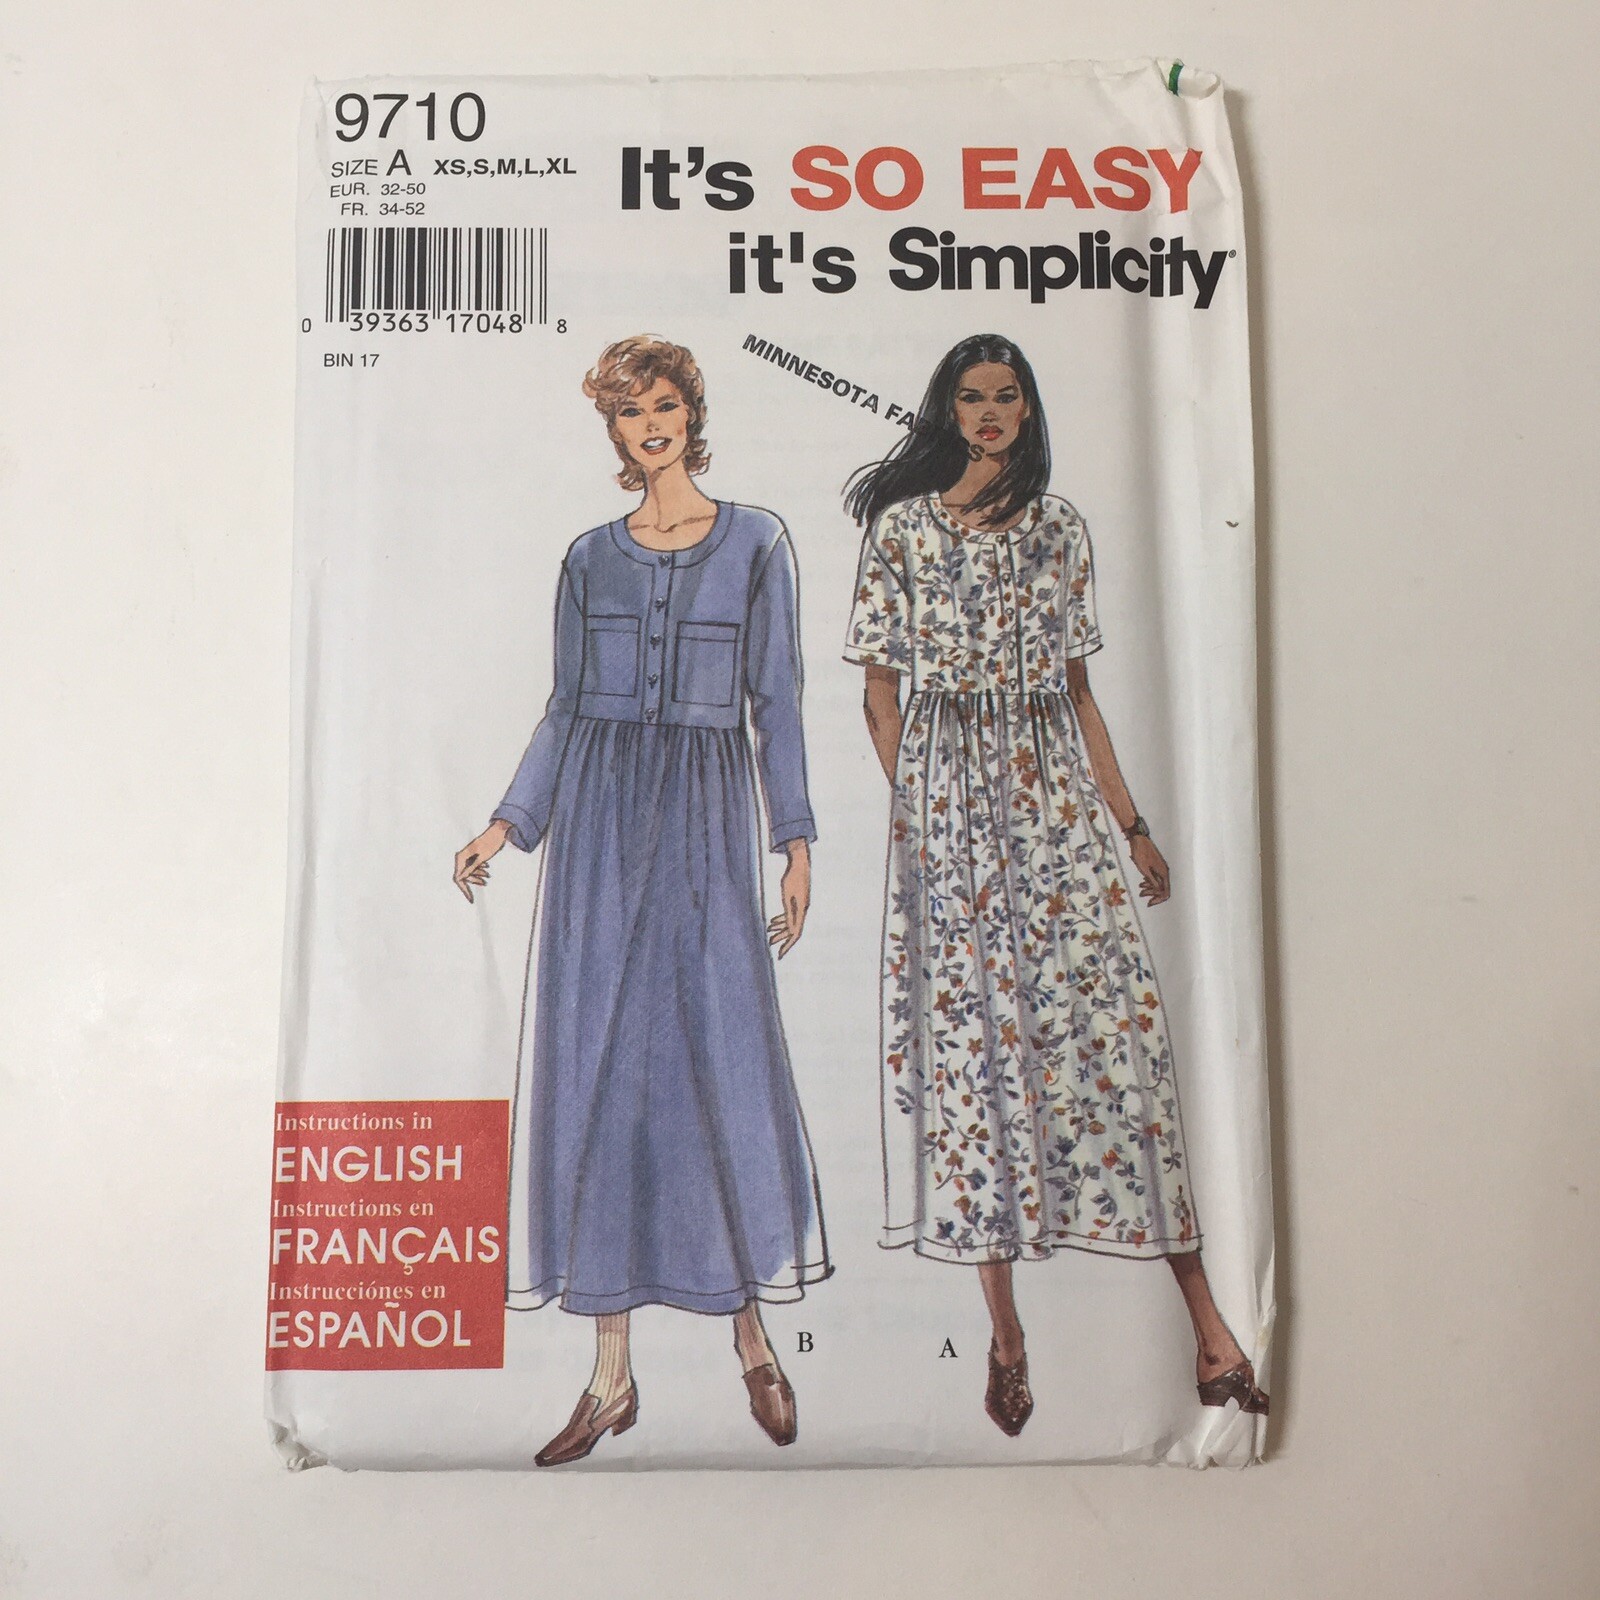 9710
SIZE A XS,S,M,L,XL
EUR. 32-50
FR. 34-52
0 39363 17048 8
BIN 17
It's SO EASY
it's Simplicity®
MINNESOTA
Instructions in
ENGLISH
Instructions en
FRANÇAIS
Instrucciónes en
ESPAÑOL
B
A